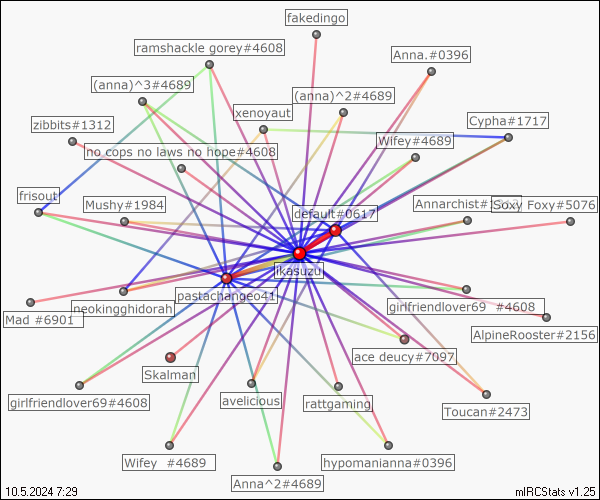 fakedingo
ramshackle gorey#4608
Anna.#0396
(anna)^3#4689
(anna)^2#4689
xenoyaut
Cypha#1717
zibbits#1312
Wifey#4689
no cops no laws no hope#4608
frisout
Mushy#1984
default#0617
Annarchist#1312
Soxy Foxy#5076
ikasuzu
pastachangeo41
neokingghidorah
girlfriendlover69 #4608
Mad #6901
AlpineRooster#2156
ace deucy#7097
Skalman
girlfriendlover69#4608
avelicious
rattgaming
Toucan#2473
Wifey #4689
hypomanianna#0396
Anna^2#4689
10.5.2024 7:29
mIRCStats v1.25